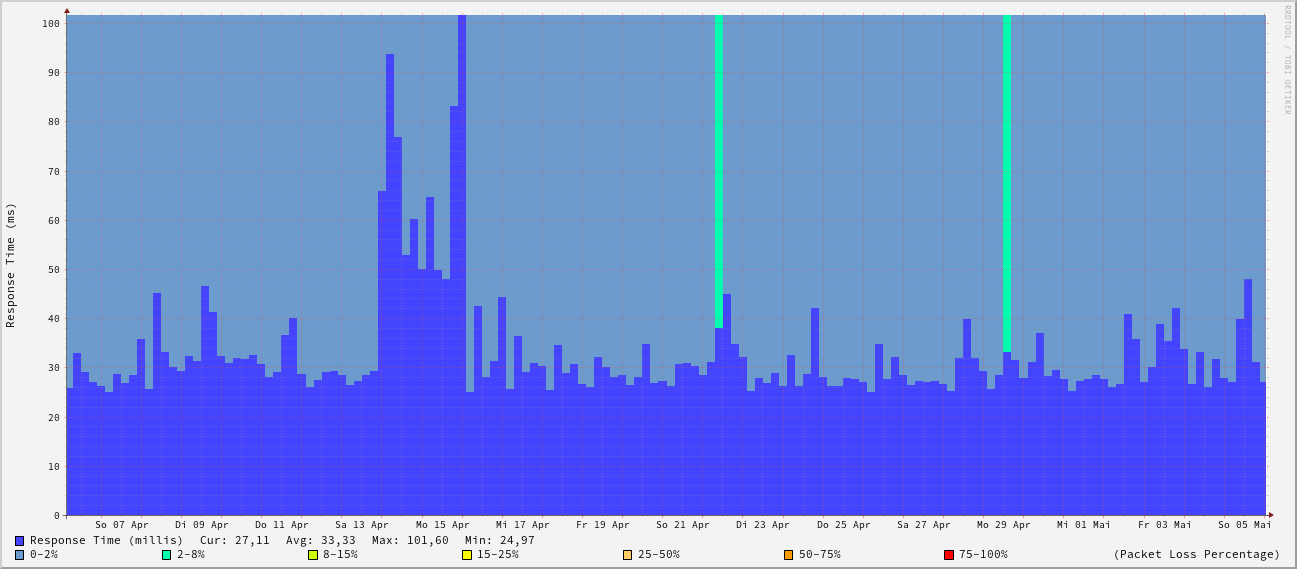 RRDTOOL / TOBI OETIKER
Response Time (ms)
100
90
80
70
60
50
40
30
20
10
0
So 07 Apr Di 09 Apr Do 11 Apr Sa 13 Apr Mo 15 Apr Mi 17 Apr Fr 19 Apr So 21 Apr Di 23 Apr Do 25 Apr Sa 27 Apr Mo 29 Apr Mi 01 Mai Fr 03 Mai So 05 Mai
Response Time (millis) Cur: 27,11 Avg: 33,33 Max: 101,60 Min: 24,97
0-2% 2-8% 8-15% 15-25% 25-50% 50-75% 75-100% (Packet Loss Percentage)